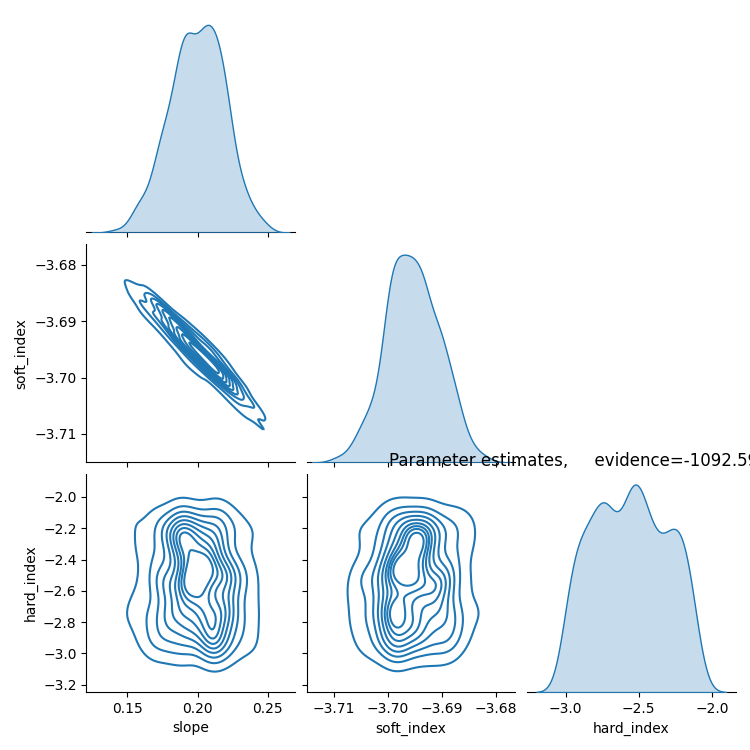 −3.68
−3.69
−3.70
−3.71
soft_index
Parameter estimates, evidence=-1092.59
−2.0
−2.2
−2.4
−2.6
−2.8
−3.0
−3.2
hard_index
0.15 0.20 0.25
slope
−3.71 −3.70 −3.69 −3.68
soft_index
−3.0 −2.5 −2.0
hard_index